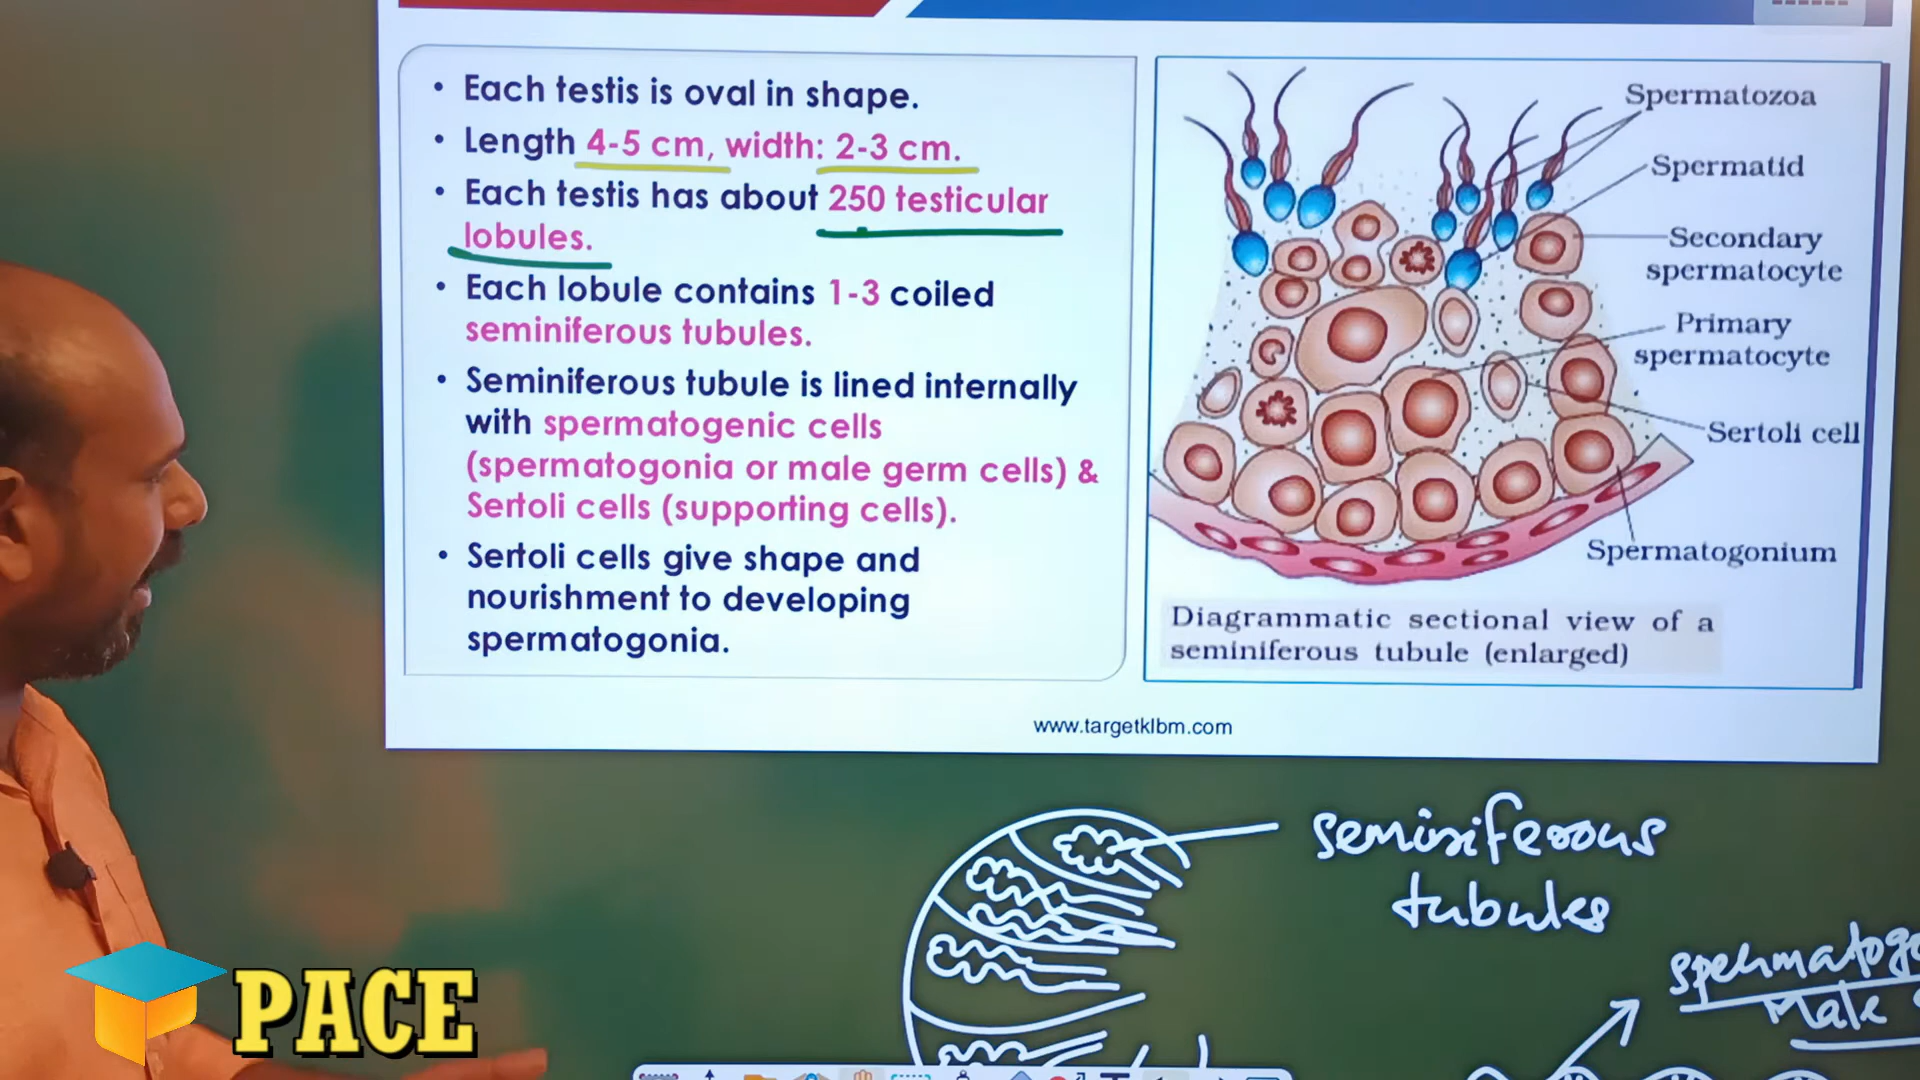 • Each testis is oval in shape.
• Length 4-5 cm, width: 2-3 cm.
• Each testis has about 250 testicular
lobules.
• Each lobule contains 1-3 coiled
seminiferous tubules.
• Seminiferous tubule is lined internally
with spermatogenic cells
(spermatogonia or male germ cells) &
Sertoli cells (supporting cells).
• Sertoli cells give shape and
nourishment to developing
spermatogonia.
Spermatozoa
Spermatid
Secondary
spermatocyte
Primary
spermatocyte
Sertoli cell
Spermatogonium
Diagrammatic sectional view of a
seminiferous tubule (enlarged)
www.targetklbm.com
seminiferous
tubules
spermatogo
Male
PACE